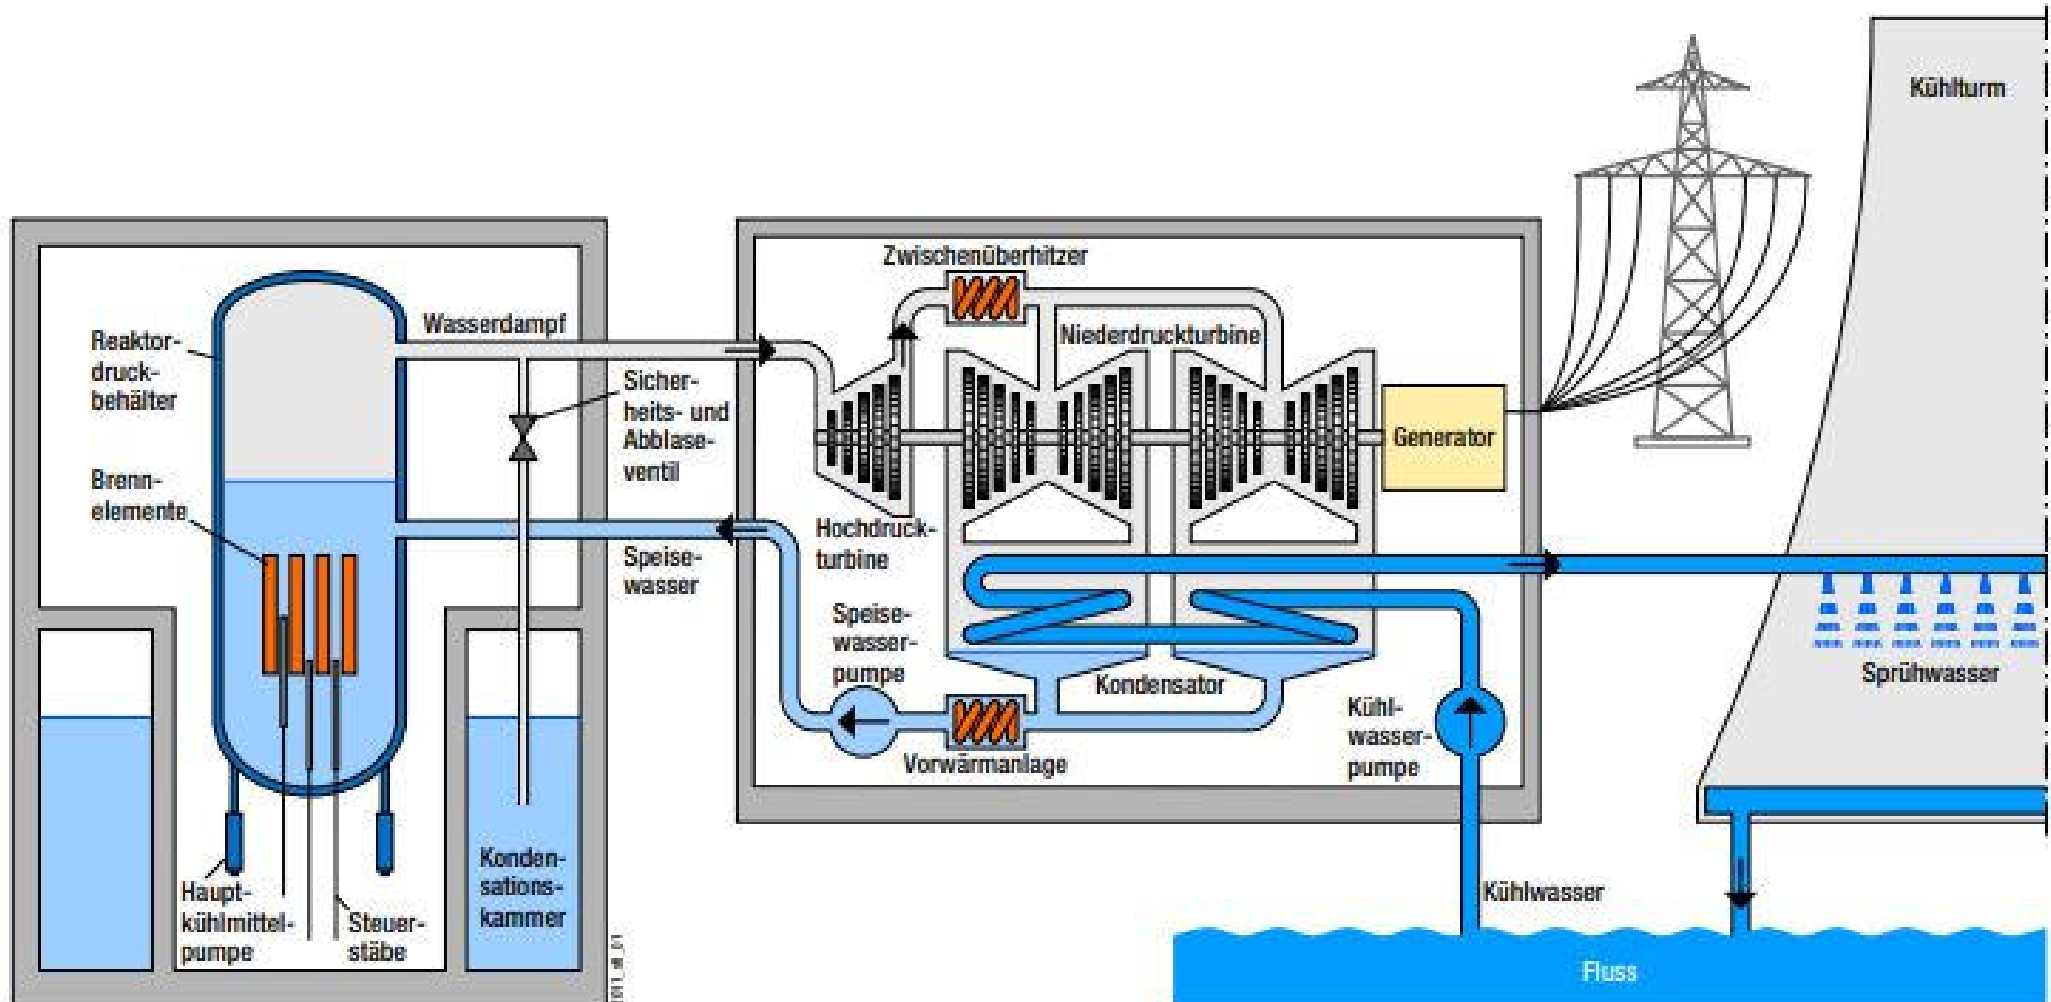 Kühlturm
Zwischenüberhitzer
Wasserdampf
Niederdruckturbine
Reaktor-
druck-
behälter
Sicher-
heits- und
Abblase-
ventil
Generator
Brenn-
elemente
Hochdruck-
turbine
Speise-
wasser
Speise-
wasser-
pumpe
Sprühwasser
Kondensator
Kühl-
wasser-
pumpe
Vorwärmanlage
Konden-
sations-
kammer
Haupt-
kühlmittel-
pumpe
Steuer-
stäbe
Kühlwasser
Fluss